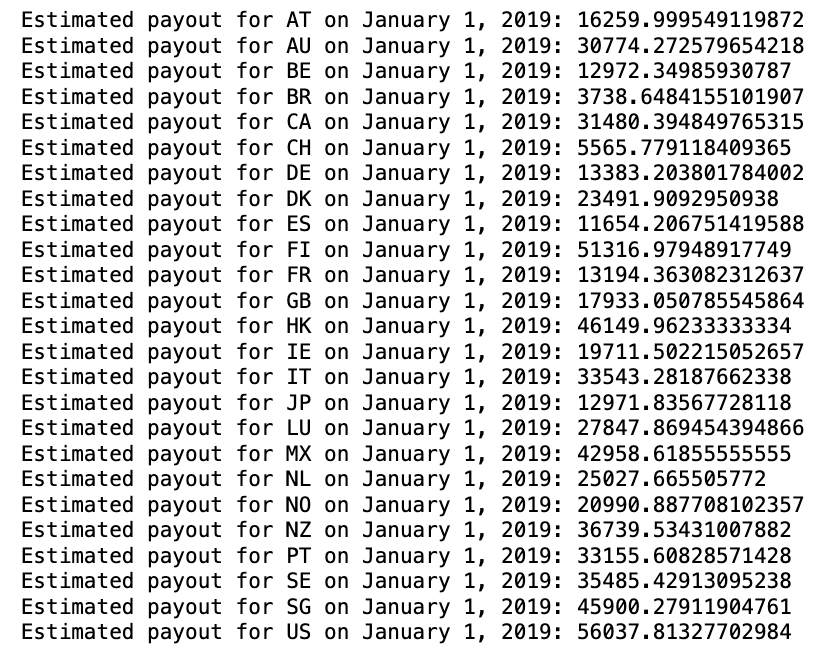 Estimated payout for AT on January 1, 2019: 16259.999549119872
Estimated payout for AU on January 1, 2019: 30774.272579654218
Estimated payout for BE on January 1, 2019: 12972.34985930787
Estimated payout for BR on January 1, 2019: 3738.6484155101907
Estimated payout for CA on January 1, 2019: 31480.394849765315
Estimated payout for CH on January 1, 2019: 5565.779118409365
Estimated payout for DE on January 1, 2019: 13383.203801784002
Estimated payout for DK on January 1, 2019: 23491.9092950938
Estimated payout for ES on January 1, 2019: 11654.206751419588
Estimated payout for FI on January 1, 2019: 51316.97948917749
Estimated payout for FR on January 1, 2019: 13194.363082312637
Estimated payout for GB on January 1, 2019: 17933.050785545864
Estimated payout for HK on January 1, 2019: 46149.96233333334
Estimated payout for IE on January 1, 2019: 19711.502215052657
Estimated payout for IT on January 1, 2019: 33543.28187662338
Estimated payout for JP on January 1, 2019: 12971.83567728118
Estimated payout for LU on January 1, 2019: 27847.869454394866
Estimated payout for MX on January 1, 2019: 42958.61855555555
Estimated payout for NL on January 1, 2019: 25027.665505772
Estimated payout for NO on January 1, 2019: 20990.887708102357
Estimated payout for NZ on January 1, 2019: 36739.53431007882
Estimated payout for PT on January 1, 2019: 33155.60828571428
Estimated payout for SE on January 1, 2019: 35485.42913095238
Estimated payout for SG on January 1, 2019: 45900.27911904761
Estimated payout for US on January 1, 2019: 56037.81327702984